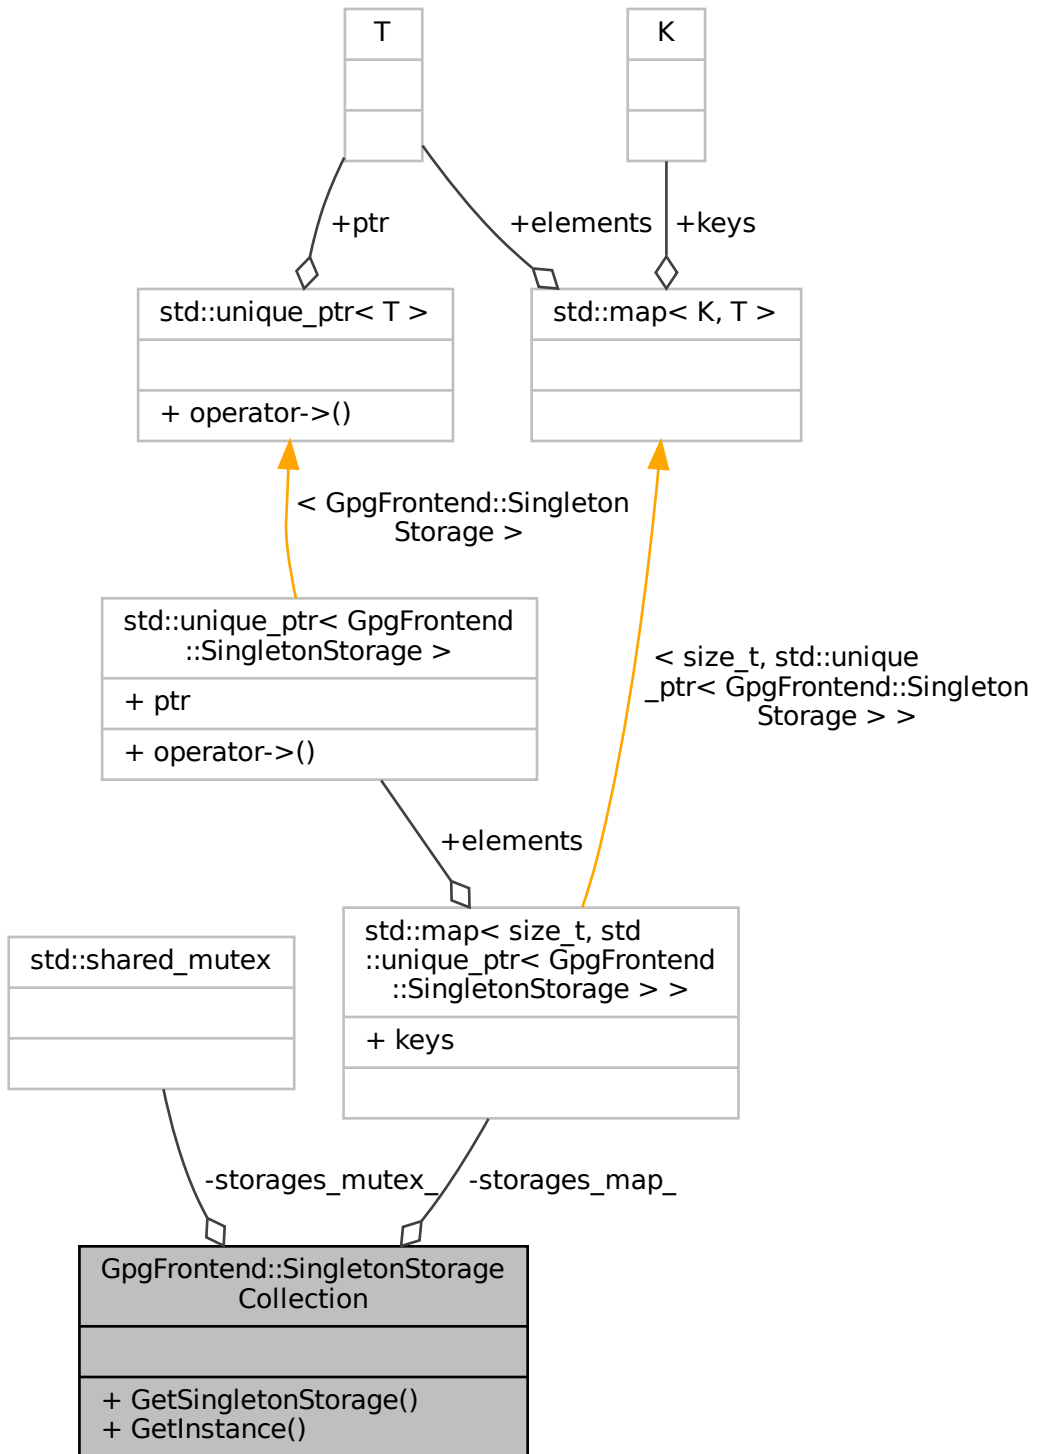 T
K
+ptr
+elements
+keys
std::unique_ptr< T >
+ operator->()
std::map< K, T >
< GpgFrontend::Singleton
Storage >
std::unique_ptr< GpgFrontend
::SingletonStorage >
+ ptr
+ operator->()
< size_t, std::unique
_ptr< GpgFrontend::Singleton
Storage > >
+elements
std::shared_mutex
std::map< size_t, std
::unique_ptr< GpgFrontend
::SingletonStorage > >
+ keys
-storages_mutex_
-storages_map_
GpgFrontend::SingletonStorage
Collection
+ GetSingletonStorage()
+ GetInstance()